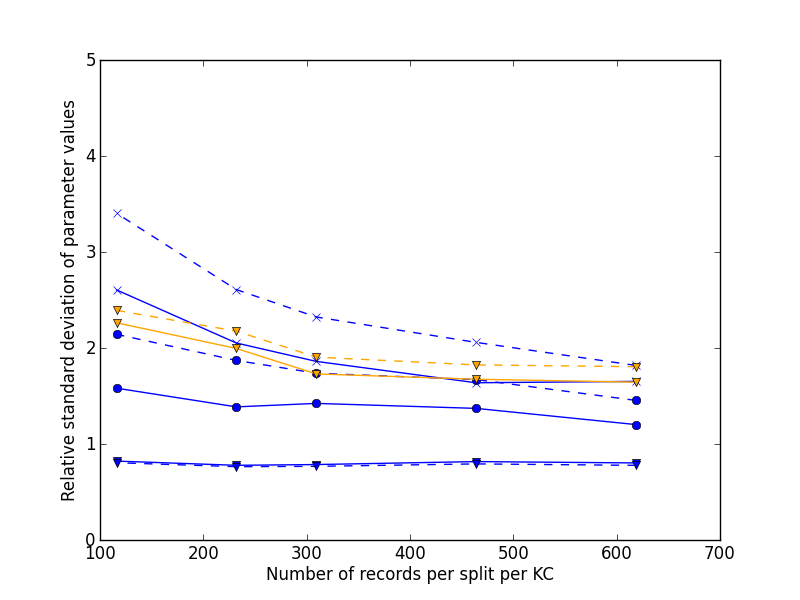 5
4
3
2
1
0
Relative standard deviation of parameter values
100 200 300 400 500 600 700
Number of records per split per KC